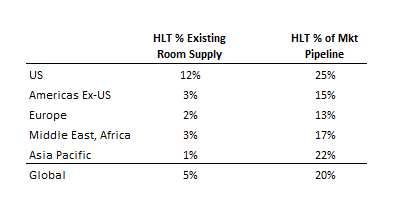 HLT % Existing HLT % of Mkt
Room Supply Pipeline
US 12% 25%
Americas Ex-US 3% 15%
Europe 2% 13%
Middle East, Africa 3% 17%
Asia Pacific 1% 22%
Global 5% 20%